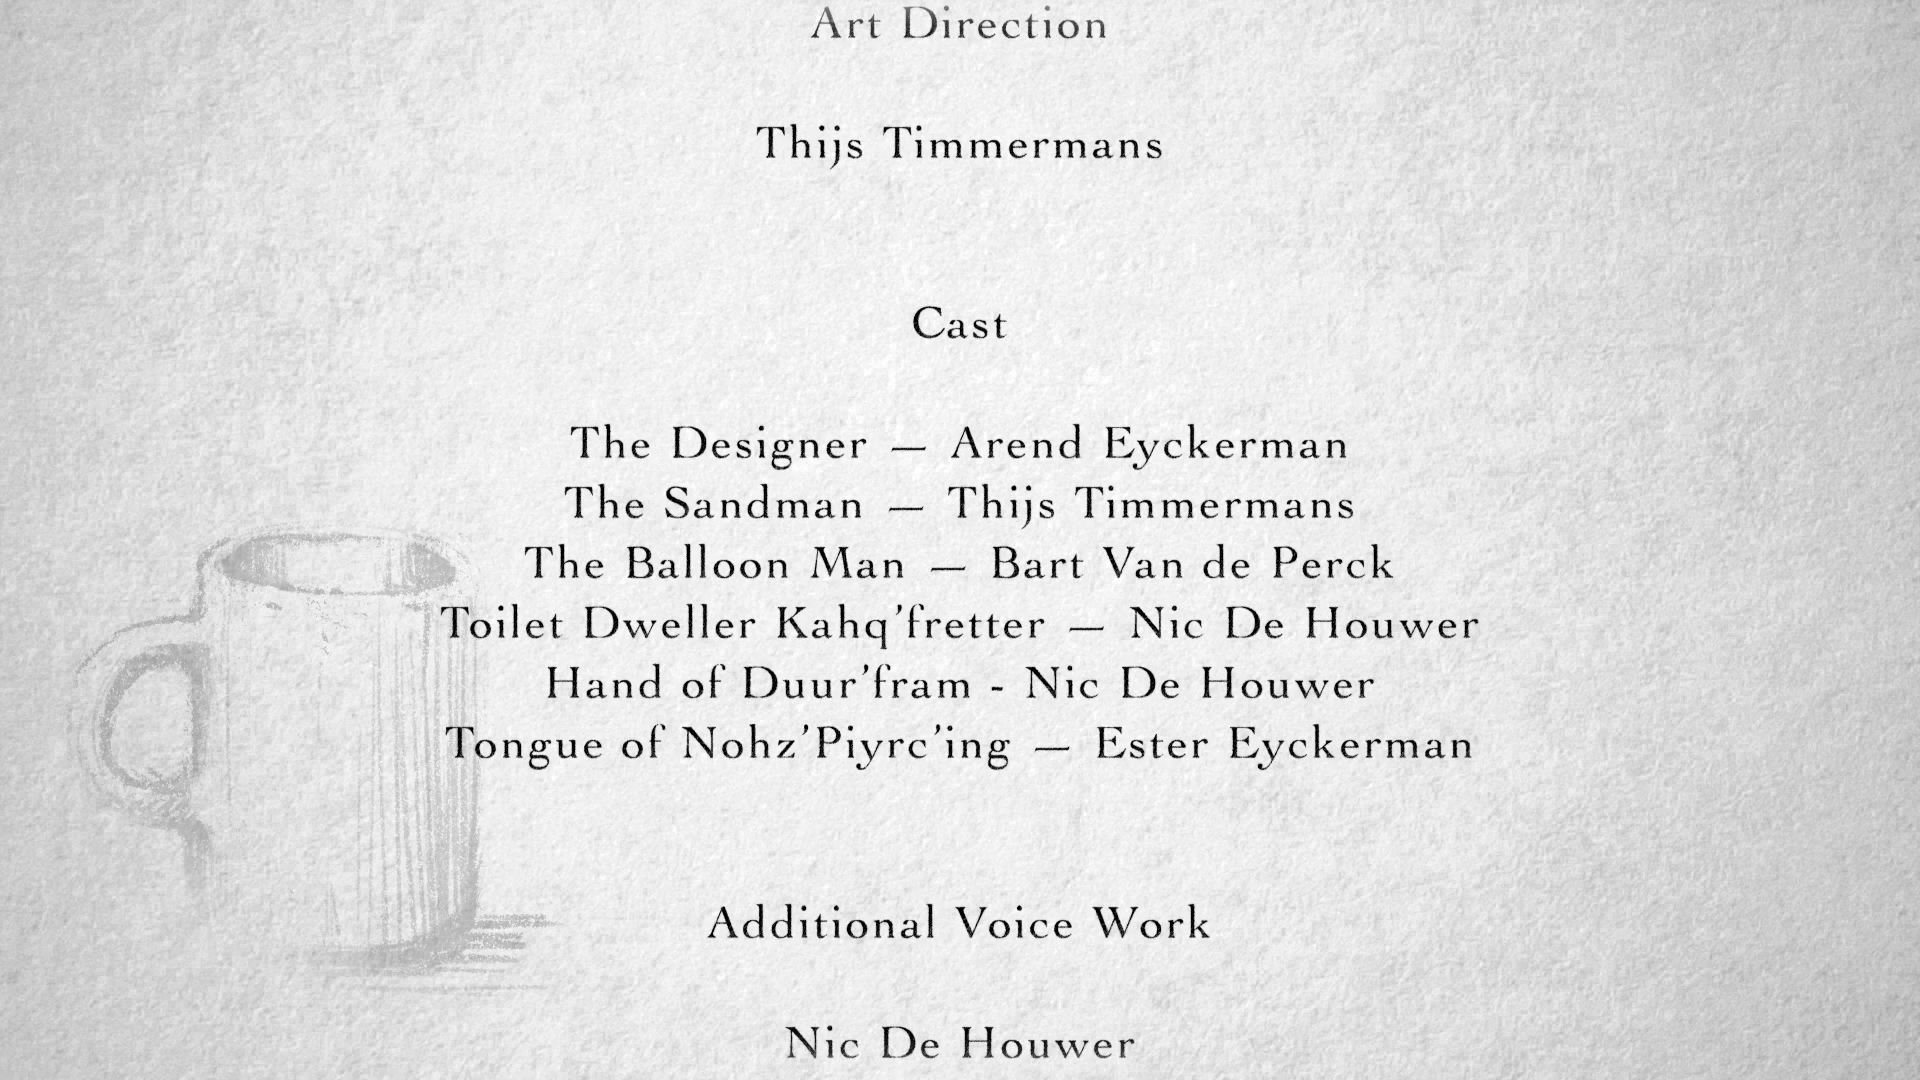 Art Direction
Thijs Timmermans
Cast
The Designer — Arend Eyckerman
The Sandman — Thijs Timmermans
The Balloon Man — Bart Van de Perck
Toilet Dweller Kahq’fretter — Nic De Houwer
Hand of Duur’fram - Nic De Houwer
Tongue of Nohz’Piyrc’ing — Ester Eyckerman
Additional Voice Work
Nic De Houwer